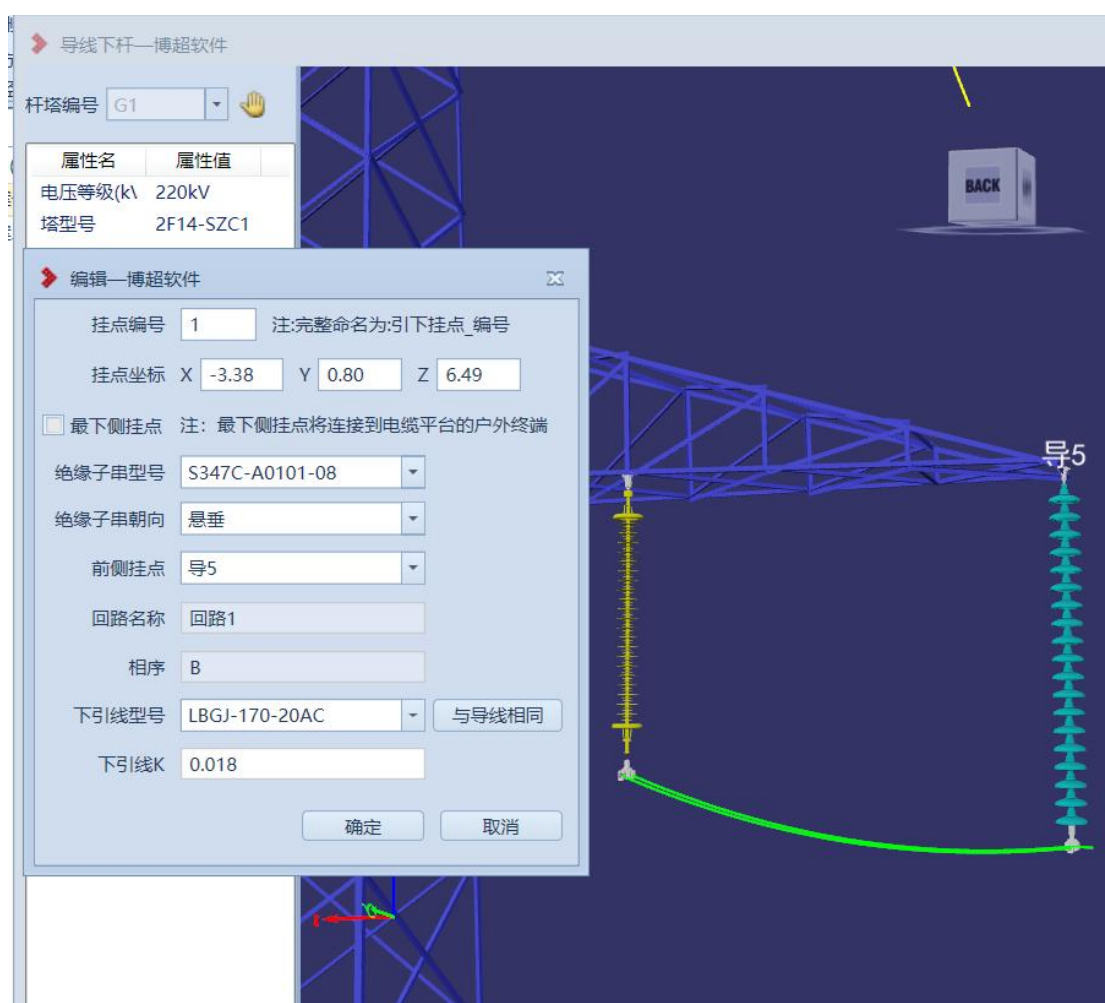 导线下杆—博超软件
杆塔编号 G1
属性名 属性值
电压等级(k\ 220kV
塔型号 2F14-SZC1
BACK
编辑—博超软件
挂点编号 1 注:完整命名为:引下挂点_编号
挂点坐标 X -3.38 Y 0.80 Z 6.49
最下侧挂点 注：最下侧挂点将连接到电缆平台的户外终端
绝缘子串型号 S347C-A0101-08
绝缘子串朝向 悬垂
前侧挂点 导5
回路名称 回路1
相序 B
下引线型号 LBGJ-170-20AC 与导线相同
下引线K 0.018
确定 取消
导5